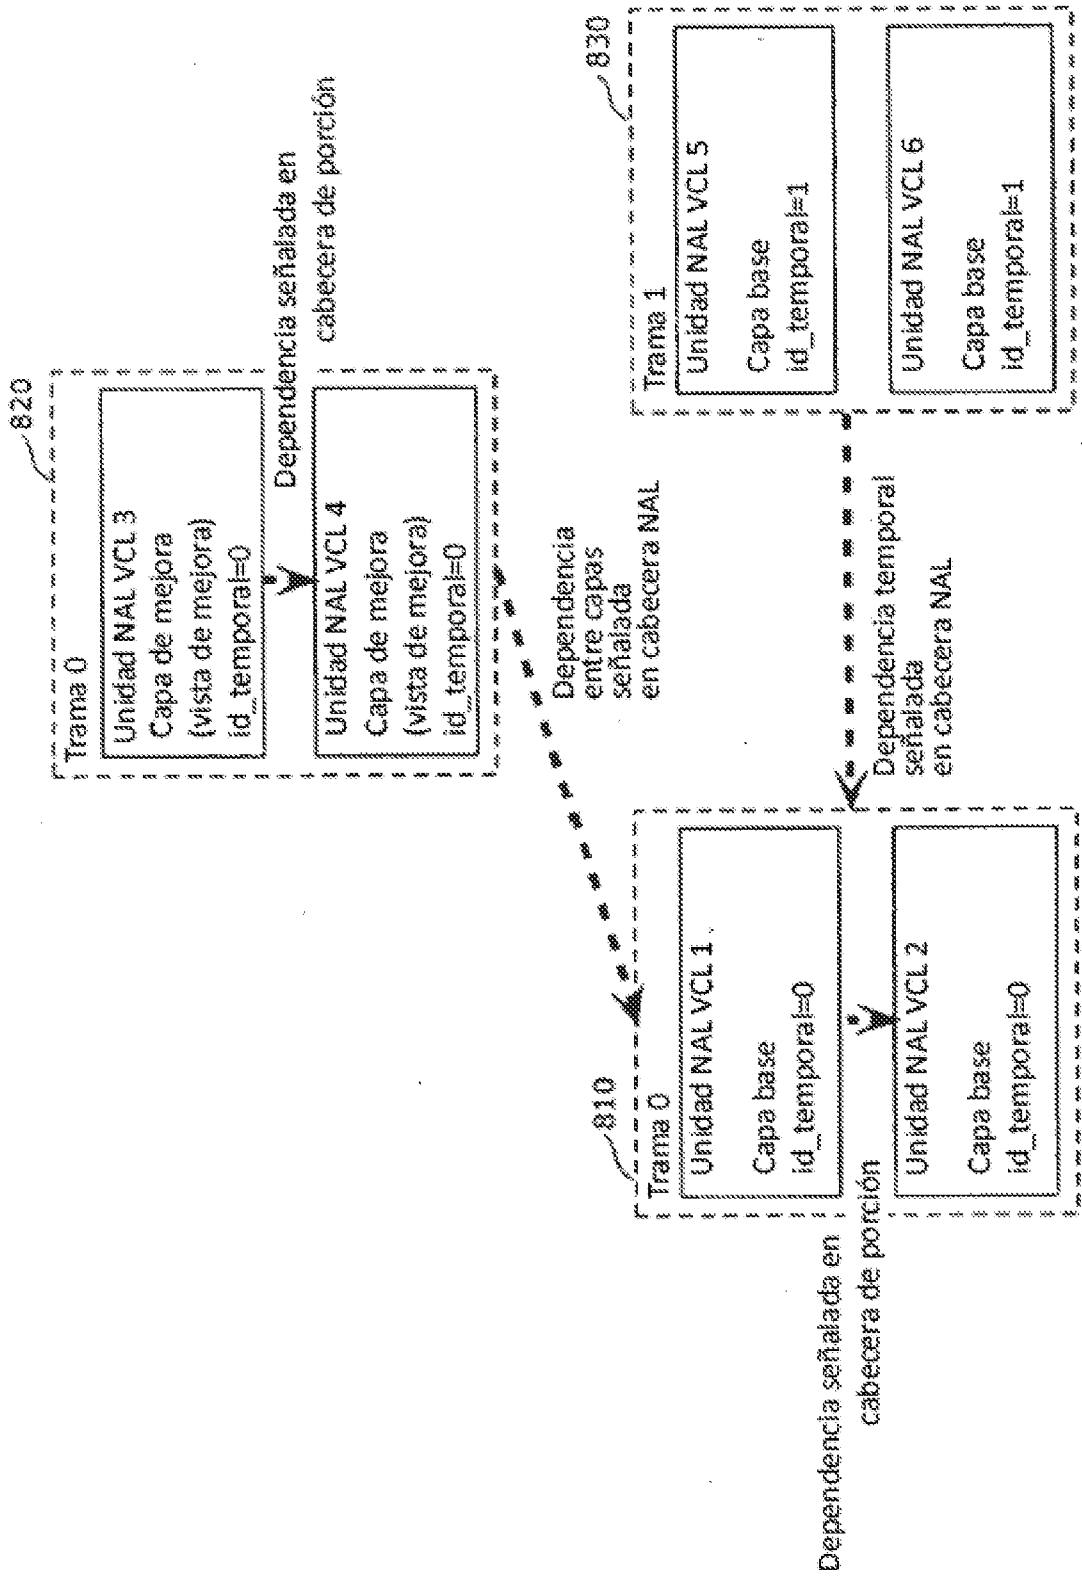 820
Trama 0
Unidad NAL VCL 3
Capa de mejora
(vista de mejora)
id_temporal=0
Unidad NAL VCL 4
Capa de mejora
(vista de mejora)
id_temporal=0
Dependencia señalada en
cabecera de porción
Dependencia
entre capas
señalada
en cabecera NAL
810
Trama 0
Unidad NAL VCL 1
Capa base
id_temporal=0
Unidad NAL VCL 2
Capa base
id_temporal=0
Dependencia señalada en
cabecera de porción
Dependencia temporal
señalada
en cabecera NAL
830
Trama 1
Unidad NAL VCL 5
Capa base
id_temporal=1
Unidad NAL VCL 6
Capa base
id_temporal=1